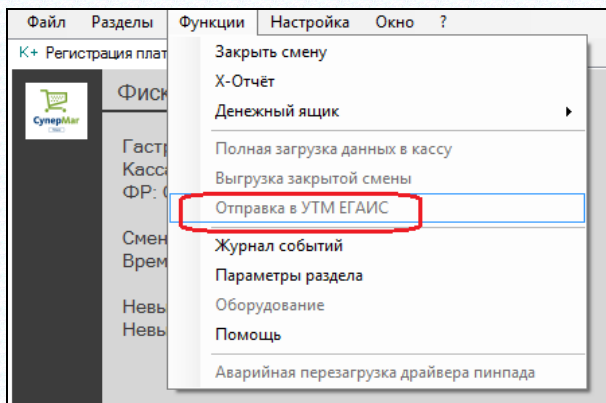 Файл Разделы Функции Настройка Окно ?
К+ Регистрация плат
Закрыть смену
Х-Отчёт
Денежный ящик
Полная загрузка данных в кассу
Выгрузка закрытой смены
Отправка в УТМ ЕГАИС
Журнал событий
Параметры раздела
Оборудование
Помощь
Аварийная перезагрузка драйвера пинпада
СуперМаг
Фиск
Гастр
Касса
ФР:
Смен
Врем
Невы
Невы